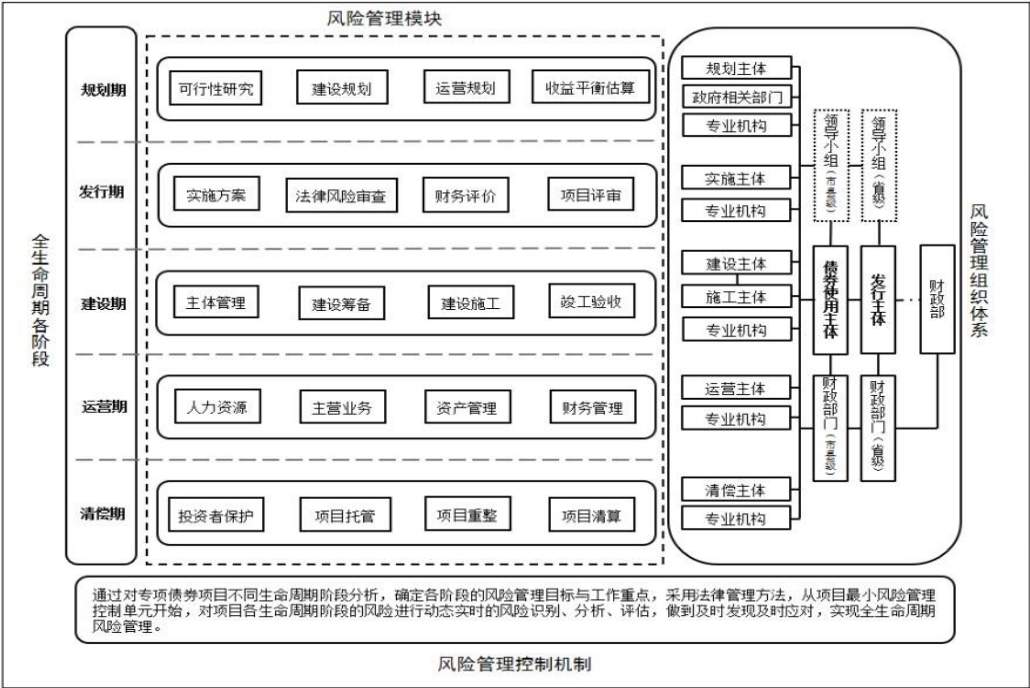 风险管理模块
全生命周期各阶段
规划期
可行性研究
建设规划
运营规划
收益平衡估算
发行期
实施方案
法律风险审查
财务评价
项目评审
建设期
主体管理
建设筹备
建设施工
竣工验收
运营期
人力资源
主营业务
资产管理
财务管理
清偿期
投资者保护
项目托管
项目重整
项目清算
规划主体
政府相关部门
专业机构
实施主体
专业机构
建设主体
施工主体
专业机构
运营主体
专业机构
清偿主体
专业机构
领导小组（市县级）
领导小组（省级）
债券使用主体
发行主体
财政部
财政部门（市县级）
财政部门（省级）
风险管理组织体系
通过对专项债券项目不同生命周期阶段分析，确定各阶段的风险管理目标与工作重点，采用法律管理方法，从项目最小风险管理
控制单元开始，对项目各生命周期阶段的风险进行动态实时的风险识别、分析、评估，做到及时发现及时应对，实现全生命周期
风险管理。
风险管理控制机制